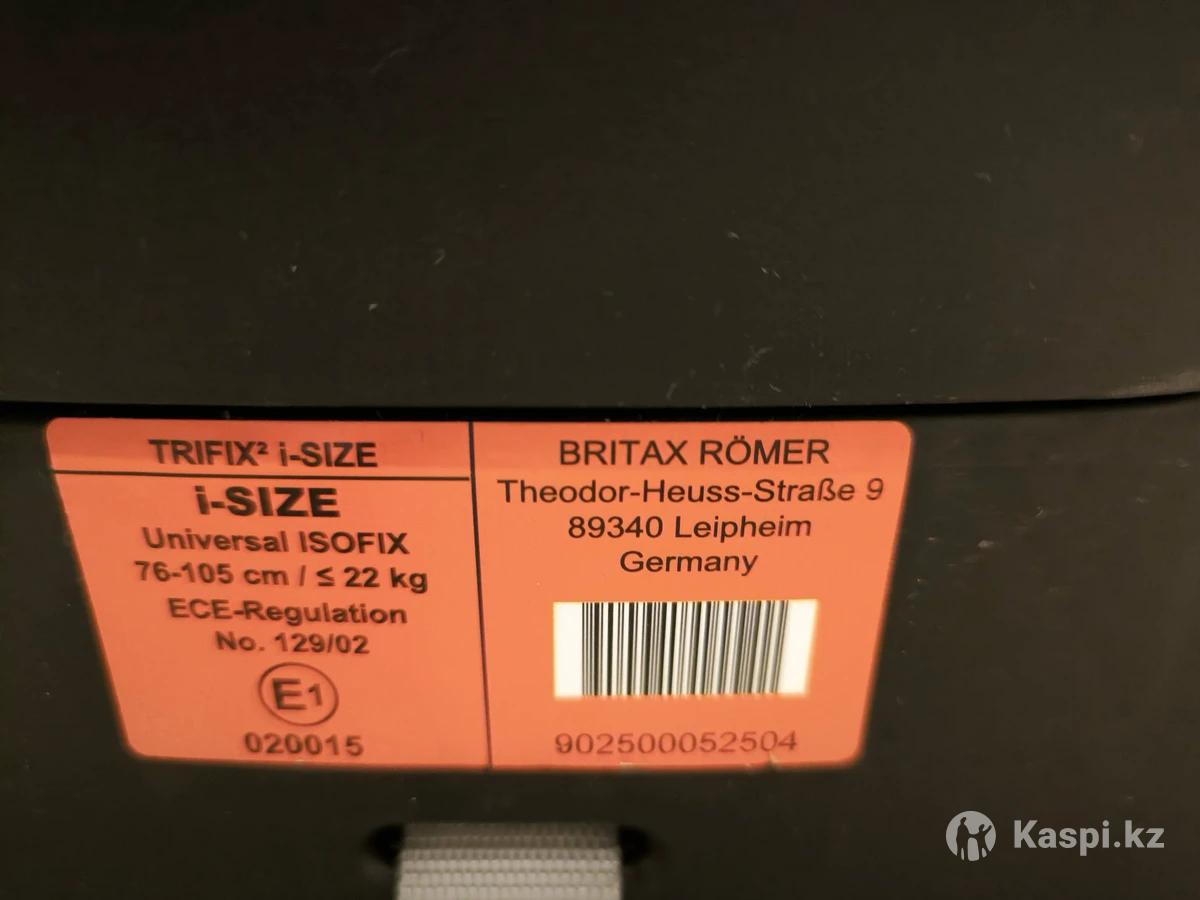 TRIFIX² i-SIZE
i-SIZE
Universal ISOFIX
76-105 cm / ≤ 22 kg
ECE-Regulation
No. 129/02
E1
020015
BRITAX RÖMER
Theodor-Heuss-Straße 9
89340 Leipheim
Germany
902500052504
Kaspi.kz